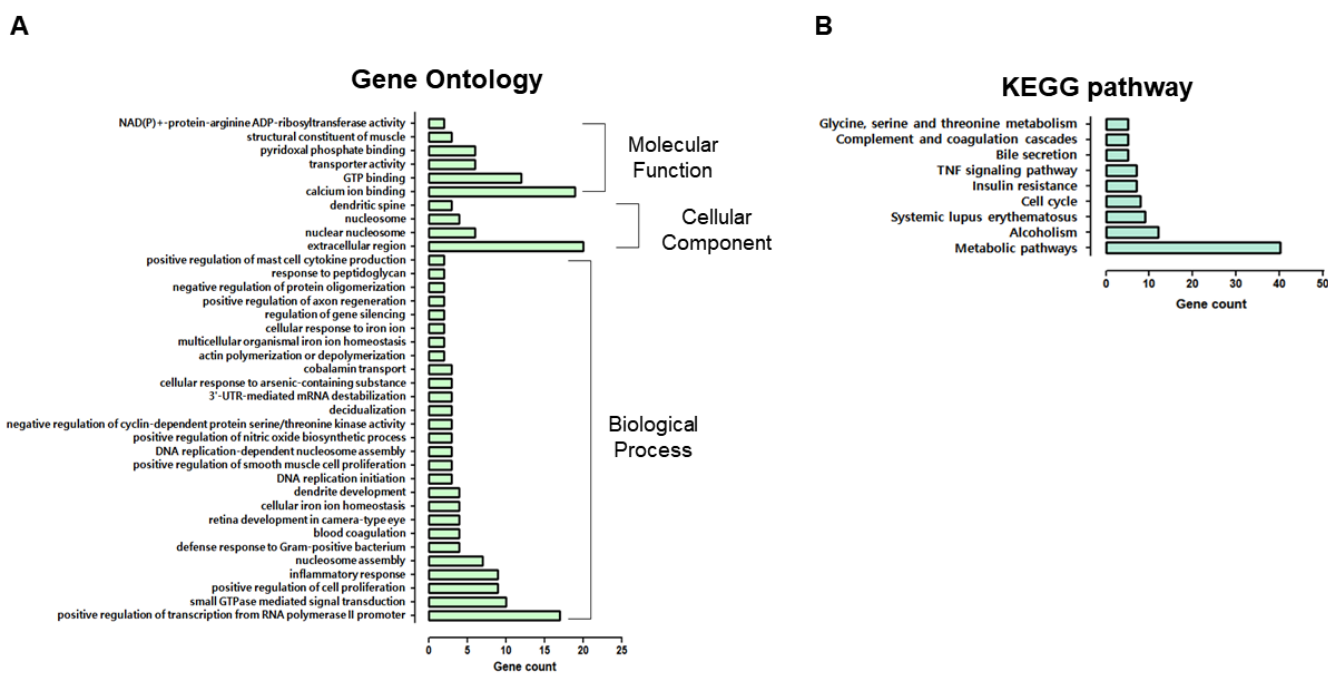 A
Gene Ontology
NAD(P)+-protein-arginine ADP-ribosyltransferase activity
structural constituent of muscle
pyridoxal phosphate binding
transporter activity
GTP binding
calcium ion binding
dendritic spine
nucleosome
nuclear nucleosome
extracellular region
positive regulation of mast cell cytokine production
response to peptidoglycan
negative regulation of protein oligomerization
positive regulation of axon regeneration
regulation of gene silencing
cellular response to iron ion
multicellular organismal iron ion homeostasis
actin polymerization or depolymerization
cobalamin transport
cellular response to arsenic-containing substance
3'-UTR-mediated mRNA destabilization
decidualization
negative regulation of cyclin-dependent protein serine/threonine kinase activity
positive regulation of nitric oxide biosynthetic process
DNA replication-dependent nucleosome assembly
positive regulation of smooth muscle cell proliferation
DNA replication initiation
dendrite development
cellular iron ion homeostasis
retina development in camera-type eye
blood coagulation
defense response to Gram-positive bacterium
nucleosome assembly
inflammatory response
positive regulation of cell proliferation
small GTPase mediated signal transduction
positive regulation of transcription from RNA polymerase II promoter
Molecular
Function
Cellular
Component
Biological
Process
0 5 10 15 20 25
Gene count
B
KEGG pathway
Glycine, serine and threonine metabolism
Complement and coagulation cascades
Bile secretion
TNF signaling pathway
Insulin resistance
Cell cycle
Systemic lupus erythematosus
Alcoholism
Metabolic pathways
0 10 20 30 40 50
Gene count